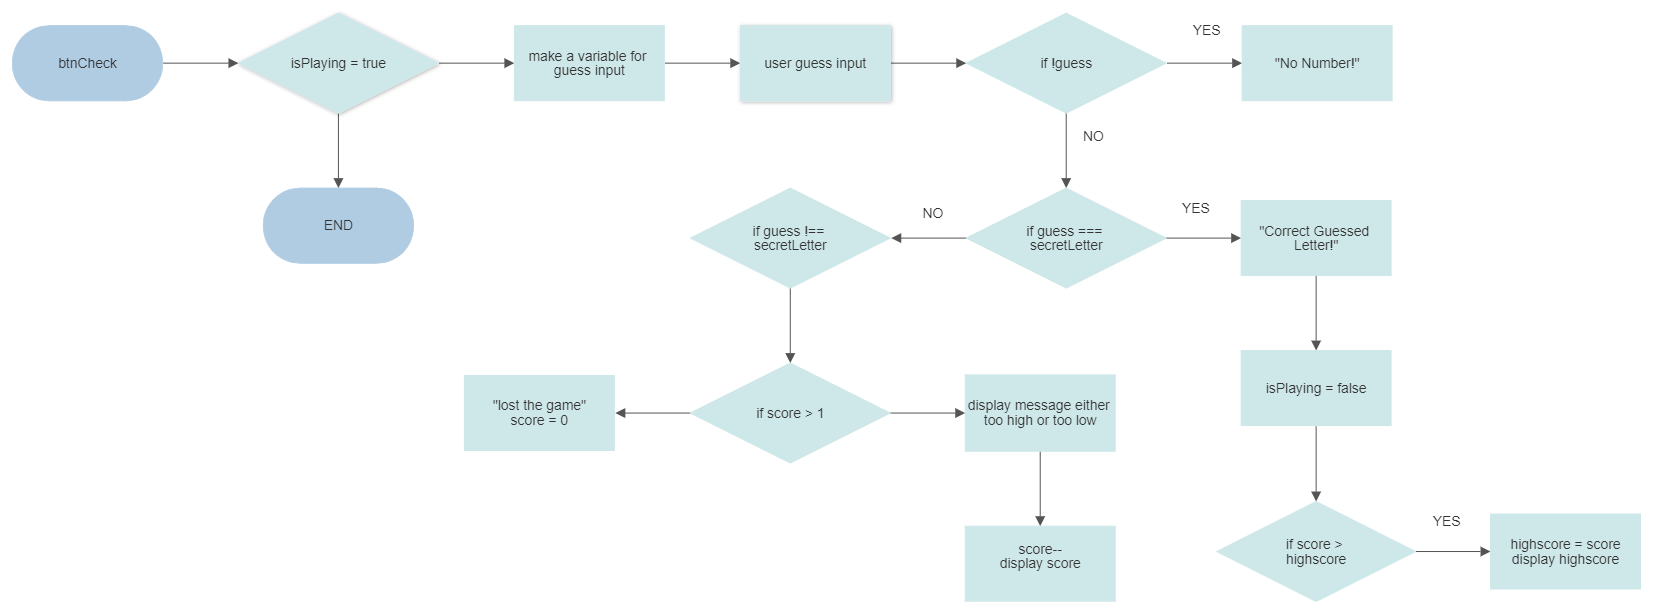 btnCheck
isPlaying = true
make a variable for
guess input
user guess input
if !guess
YES
"No Number!"
NO
END
if guess !==
secretLetter
NO
if guess ===
secretLetter
YES
"Correct Guessed
Letter!"
"lost the game"
score = 0
if score > 1
display message either
too high or too low
isPlaying = false
score--
display score
if score >
highscore
YES
highscore = score
display highscore